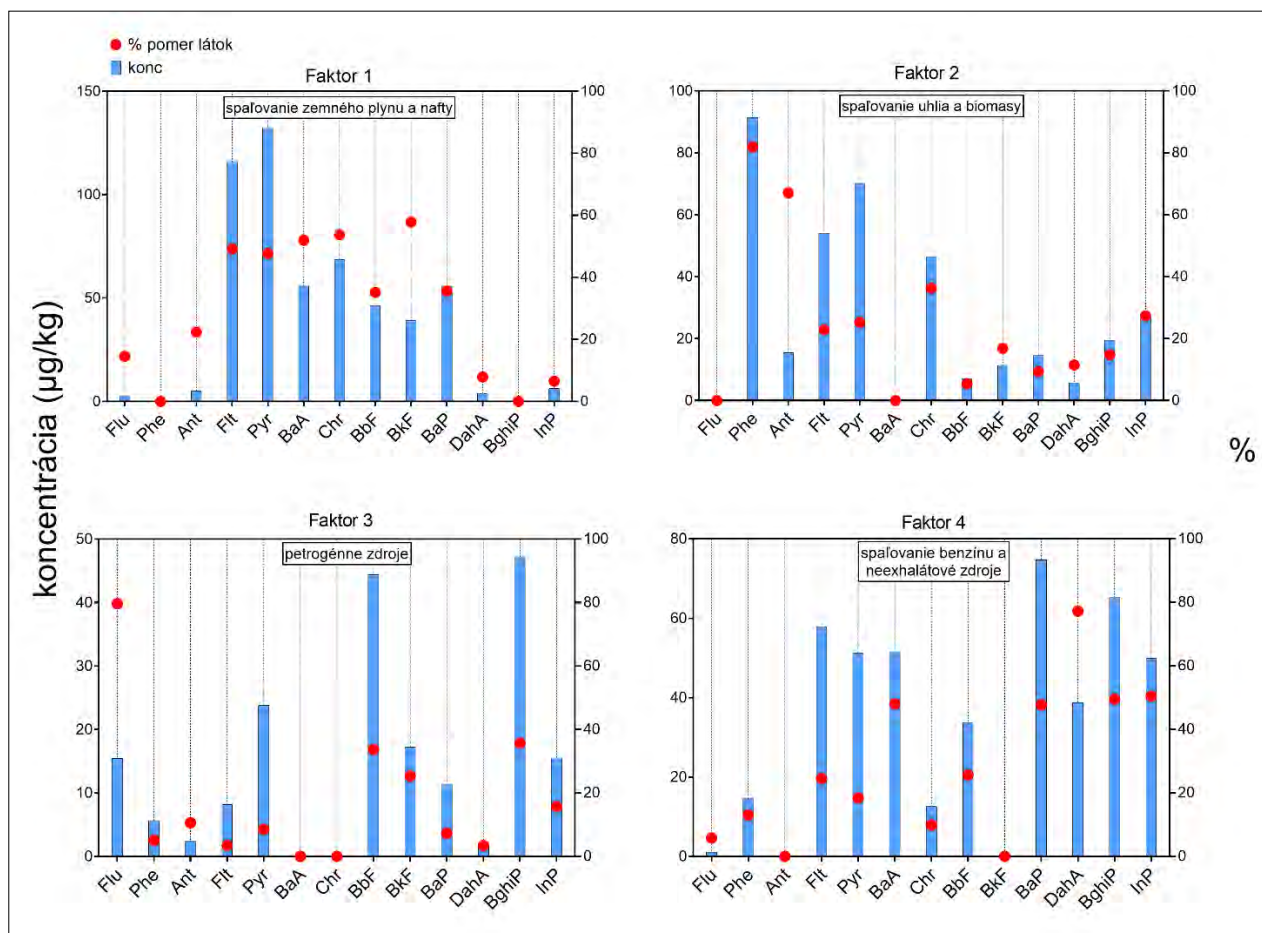 % pomer látok
konc
Faktor 1
spaľovanie zemného plynu a nafty
150
100
50
0
100
80
60
40
20
0
Flu Phe Ant Flt Pyr BaA Chr BbF BkF BaP DahA BghiP InP
Faktor 2
spaľovanie uhlia a biomasy
100
80
60
40
20
0
100
80
60
40
20
0
Flu Phe Ant Flt Pyr BaA Chr BbF BkF BaP DahA BghiP InP
koncentrácia (µg/kg)
%
Faktor 3
petrogénne zdroje
50
40
30
20
10
0
100
80
60
40
20
0
Flu Phe Ant Flt Pyr BaA Chr BbF BkF BaP DahA BghiP InP
Faktor 4
spaľovanie benzínu a
neexhalátové zdroje
80
60
40
20
0
100
80
60
40
20
0
Flu Phe Ant Flt Pyr BaA Chr BbF BkF BaP DahA BghiP InP